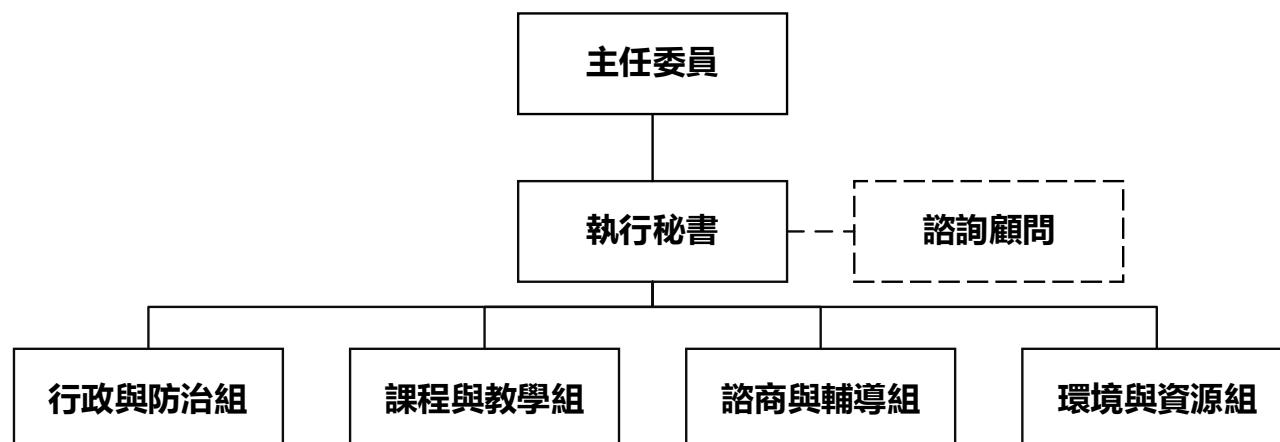 主任委員
執行秘書
諮詢顧問
行政與防治組
課程與教學組
諮商與輔導組
環境與資源組